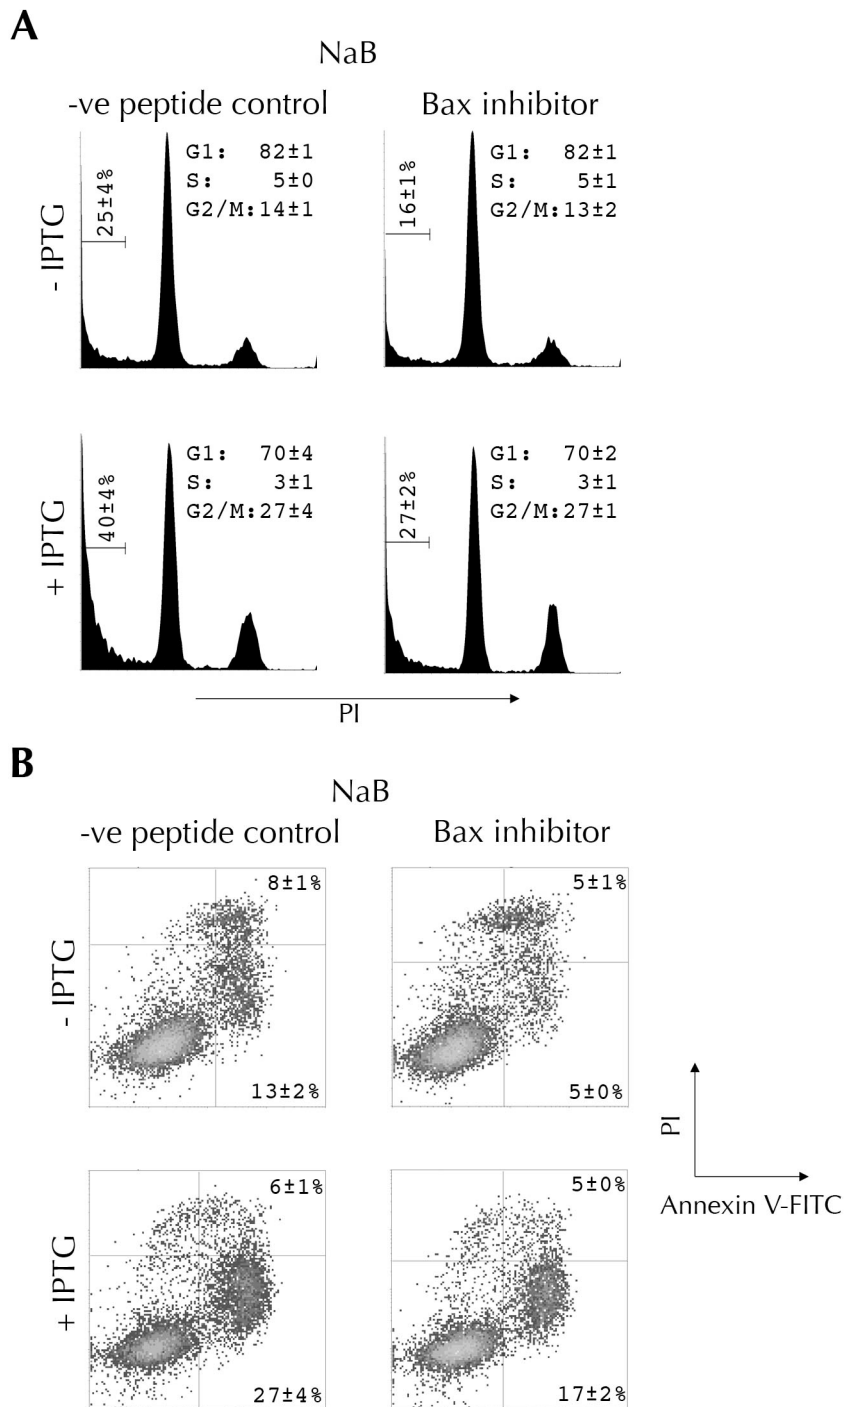 A
NaB
-ve peptide control
Bax inhibitor
- IPTG
25±4%
G1: 82±1
S: 5±0
G2/M:14±1
16±1%
G1: 82±1
S: 5±1
G2/M:13±2
+ IPTG
40±4%
G1: 70±4
S: 3±1
G2/M:27±4
27±2%
G1: 70±2
S: 3±1
G2/M:27±1
PI
B
NaB
-ve peptide control
Bax inhibitor
- IPTG
8±1%
13±2%
5±1%
5±0%
+ IPTG
6±1%
27±4%
5±0%
17±2%
PI
Annexin V-FITC